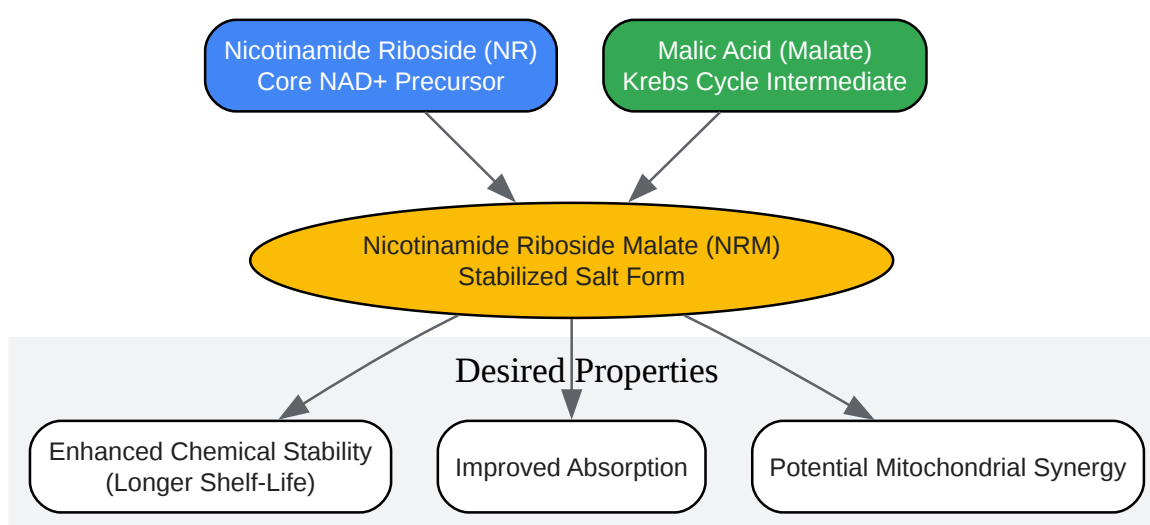 Nicotinamide Riboside (NR)
Core NAD+ Precursor
Malic Acid (Malate)
Krebs Cycle Intermediate
Nicotinamide Riboside Malate (NRM)
Stabilized Salt Form
Desired Properties
Enhanced Chemical Stability
(Longer Shelf-Life)
Improved Absorption
Potential Mitochondrial Synergy